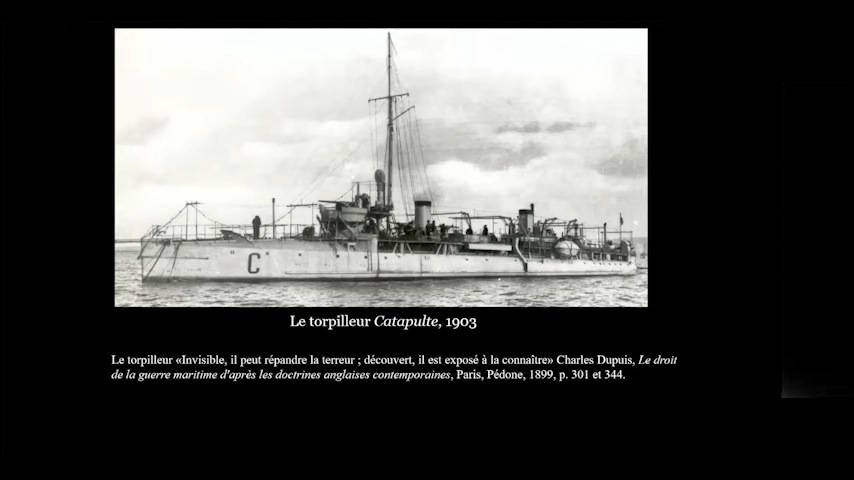 C
Le torpilleur Catapulte, 1903
Le torpilleur «Invisible, il peut répandre la terreur ; découvert, il est exposé à la connaître» Charles Dupuis, Le droit
de la guerre maritime d'après les doctrines anglaises contemporaines, Paris, Pédone, 1899, p. 301 et 344.